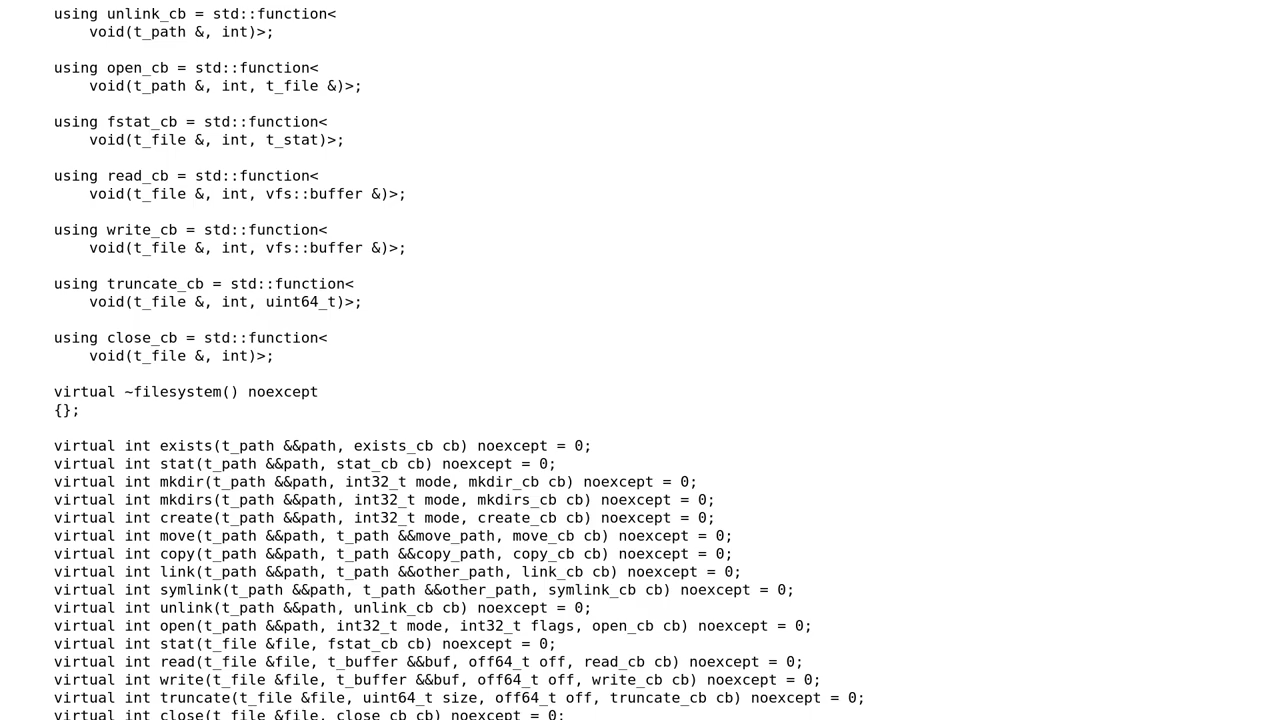 using unlink_cb = std::function<
    void(t_path &, int)>;

using open_cb = std::function<
    void(t_path &, int, t_file &)>;

using fstat_cb = std::function<
    void(t_file &, int, t_stat)>;

using read_cb = std::function<
    void(t_file &, int, vfs::buffer &)>;

using write_cb = std::function<
    void(t_file &, int, vfs::buffer &)>;

using truncate_cb = std::function<
    void(t_file &, int, uint64_t)>;

using close_cb = std::function<
    void(t_file &, int)>;

virtual ~filesystem() noexcept
{};

virtual int exists(t_path &&path, exists_cb cb) noexcept = 0;
virtual int stat(t_path &&path, stat_cb cb) noexcept = 0;
virtual int mkdir(t_path &&path, int32_t mode, mkdir_cb cb) noexcept = 0;
virtual int mkdirs(t_path &&path, int32_t mode, mkdirs_cb cb) noexcept = 0;
virtual int create(t_path &&path, int32_t mode, create_cb cb) noexcept = 0;
virtual int move(t_path &&path, t_path &&move_path, move_cb cb) noexcept = 0;
virtual int copy(t_path &&path, t_path &&copy_path, copy_cb cb) noexcept = 0;
virtual int link(t_path &&path, t_path &&other_path, link_cb cb) noexcept = 0;
virtual int symlink(t_path &&path, t_path &&other_path, symlink_cb cb) noexcept = 0;
virtual int unlink(t_path &&path, unlink_cb cb) noexcept = 0;
virtual int open(t_path &&path, int32_t mode, int32_t flags, open_cb cb) noexcept = 0;
virtual int stat(t_file &file, fstat_cb cb) noexcept = 0;
virtual int read(t_file &file, t_buffer &&buf, off64_t off, read_cb cb) noexcept = 0;
virtual int write(t_file &file, t_buffer &&buf, off64_t off, write_cb cb) noexcept = 0;
virtual int truncate(t_file &file, uint64_t size, off64_t off, truncate_cb cb) noexcept = 0;
virtual int close(t_file &file, close_cb cb) noexcept = 0;